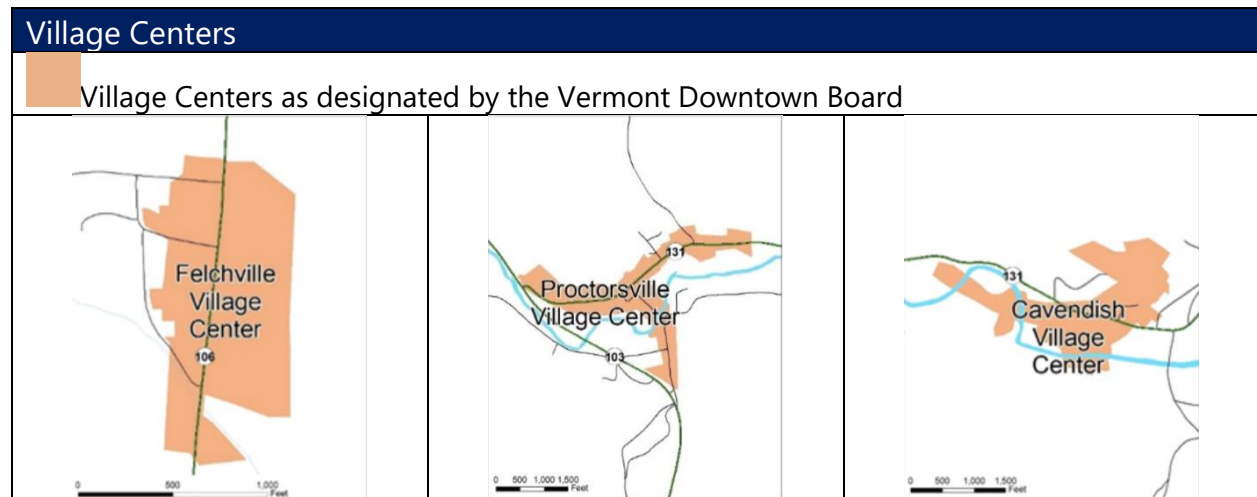 Village Centers
Village Centers as designated by the Vermont Downtown Board
Felchville
Village
Center
106
0 500 1,000
Feet
131
Proctorsville
Village Center
103
0 500 1,000 1,500
Feet
131
Cavendish
Village
Center
0 500 1,000 1,500
Feet